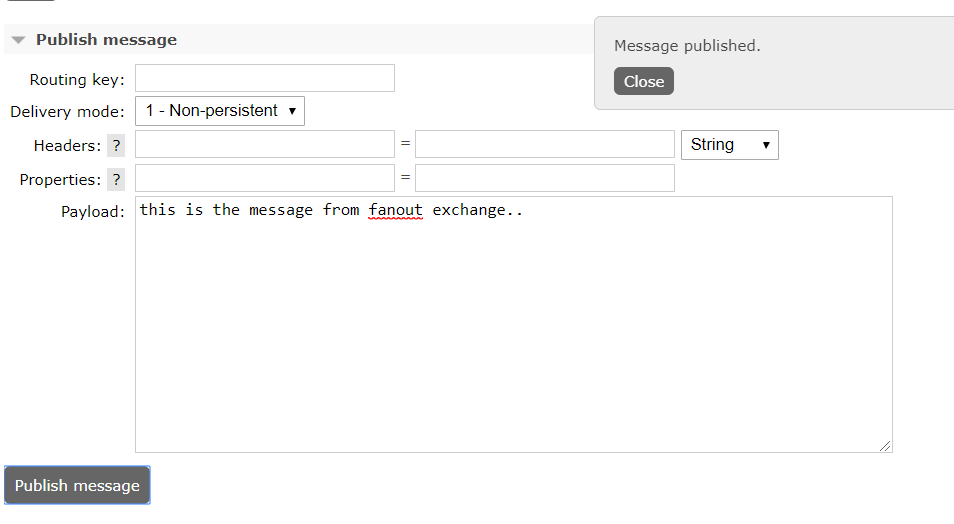 Publish message
Message published.
Close
Routing key:
Delivery mode: 1 - Non-persistent
Headers: ? = String
Properties: ? =
Payload: this is the message from fanout exchange..
Publish message